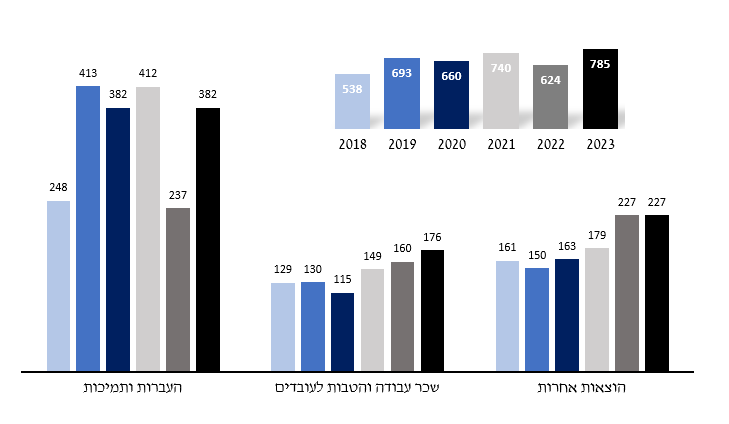 538 693 660 740 624 785
2018 2019 2020 2021 2022 2023
248 413 382 412 237 382
129 130 115 149 160 176
161 150 163 179 227 227
העברות ותמיכות
שכר עבודה והטבות לעובדים
הוצאות אחרות